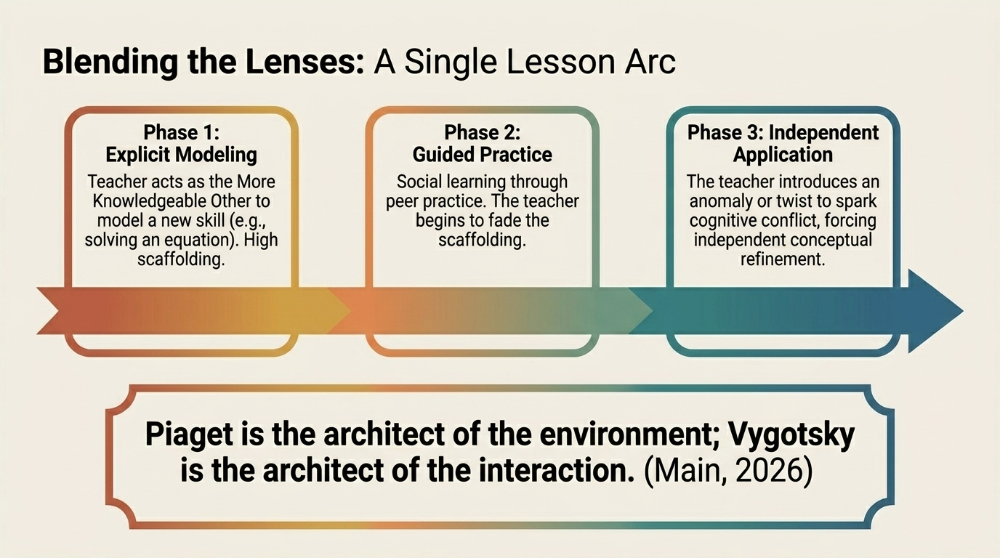 Blending the Lenses: A Single Lesson Arc
Phase 1:
Explicit Modeling
Teacher acts as the More
Knowledgeable Other to
model a new skill (e.g.,
solving an equation). High
scaffolding.
Phase 2:
Guided Practice
Social learning through
peer practice. The teacher
begins to fade the
scaffolding.
Phase 3: Independent
Application
The teacher introduces an
anomaly or twist to spark
cognitive conflict, forcing
independent conceptual
refinement.
Piaget is the architect of the environment; Vygotsky
is the architect of the interaction. (Main, 2026)